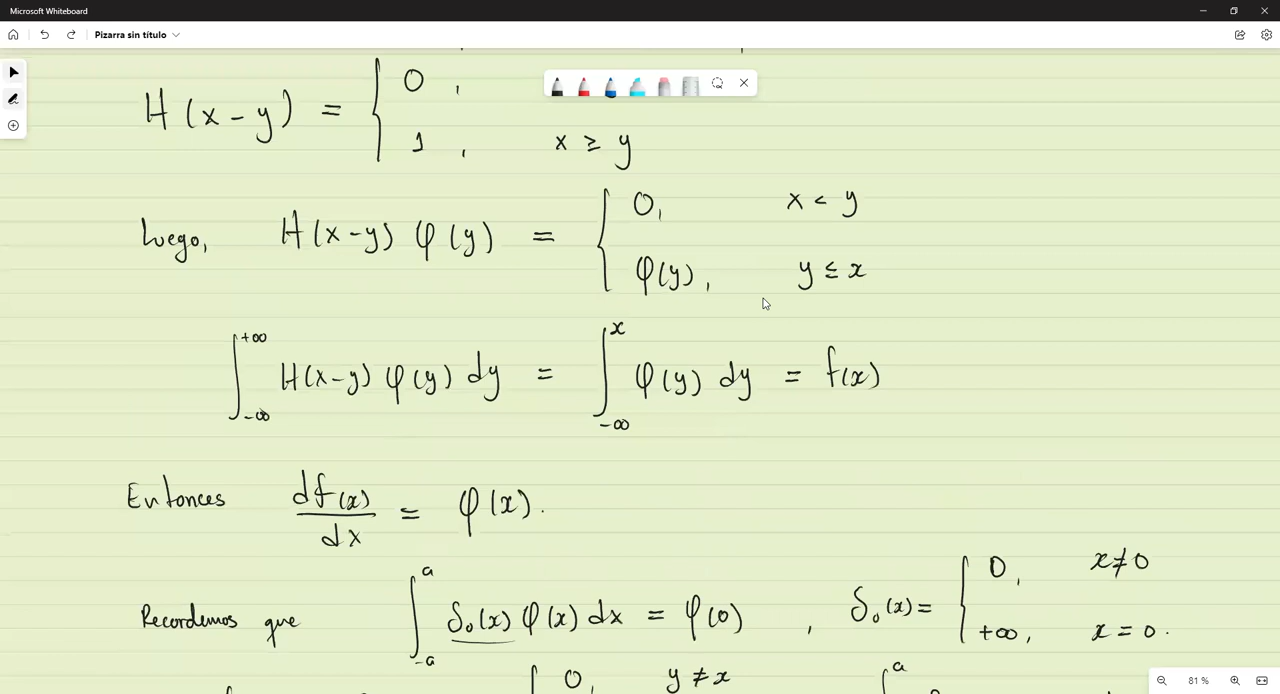 Microsoft Whiteboard
Pizarra sin título
H(x-y) = { 0,
1, x ≥ y
Luego, H(x-y) φ(y) = { 0, x < y
φ(y), y ≤ x
∫_{-∞}^{+∞} H(x-y) φ(y) dy = ∫_{-∞}^{x} φ(y) dy = f(x)
Entonces df(x)/dx = φ(x).
Recordemos que ∫_{-a}^{a} δ₀(x) φ(x) dx = φ(0), δ₀(x) = { 0, x ≠ 0
+∞, x = 0.
0, y ≠ x a
81 %